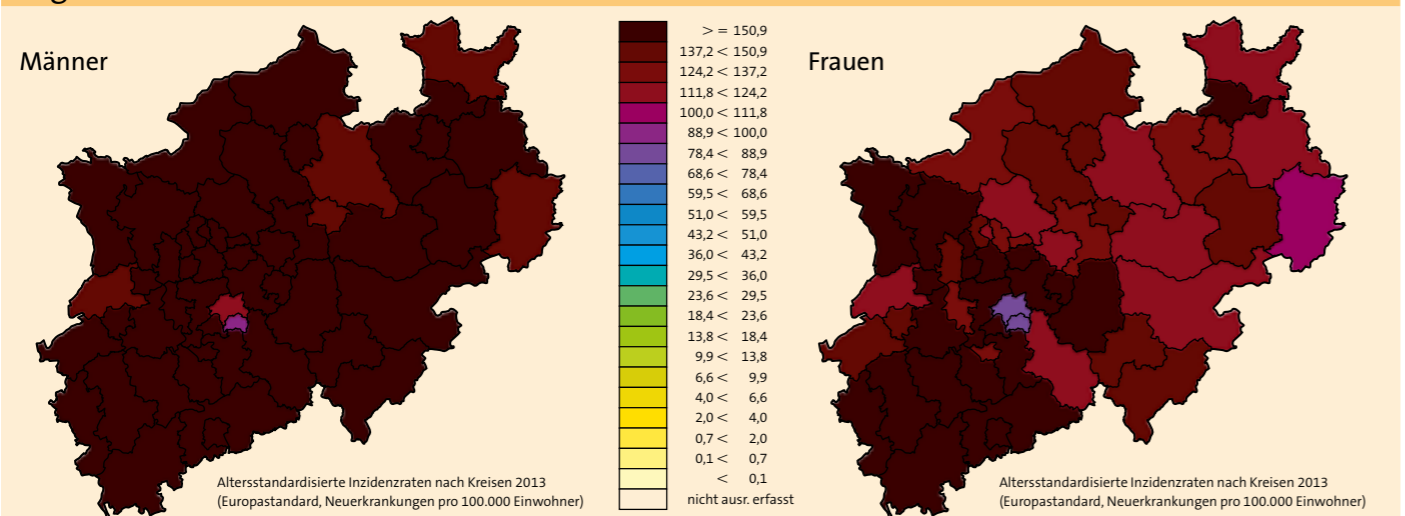 Männer
> = 150,9
137,2 < 150,9
124,2 < 137,2
111,8 < 124,2
100,0 < 111,8
88,9 < 100,0
78,4 < 88,9
68,6 < 78,4
59,5 < 68,6
51,0 < 59,5
43,2 < 51,0
36,0 < 43,2
29,5 < 36,0
23,6 < 29,5
18,4 < 23,6
13,8 < 18,4
9,9 < 13,8
6,6 < 9,9
4,0 < 6,6
2,0 < 4,0
0,7 < 2,0
0,1 < 0,7
< 0,1
nicht ausr. erfasst
Frauen
Altersstandardisierte Inzidenzraten nach Kreisen 2013
(Europastandard, Neuerkrankungen pro 100.000 Einwohner)
Altersstandardisierte Inzidenzraten nach Kreisen 2013
(Europastandard, Neuerkrankungen pro 100.000 Einwohner)